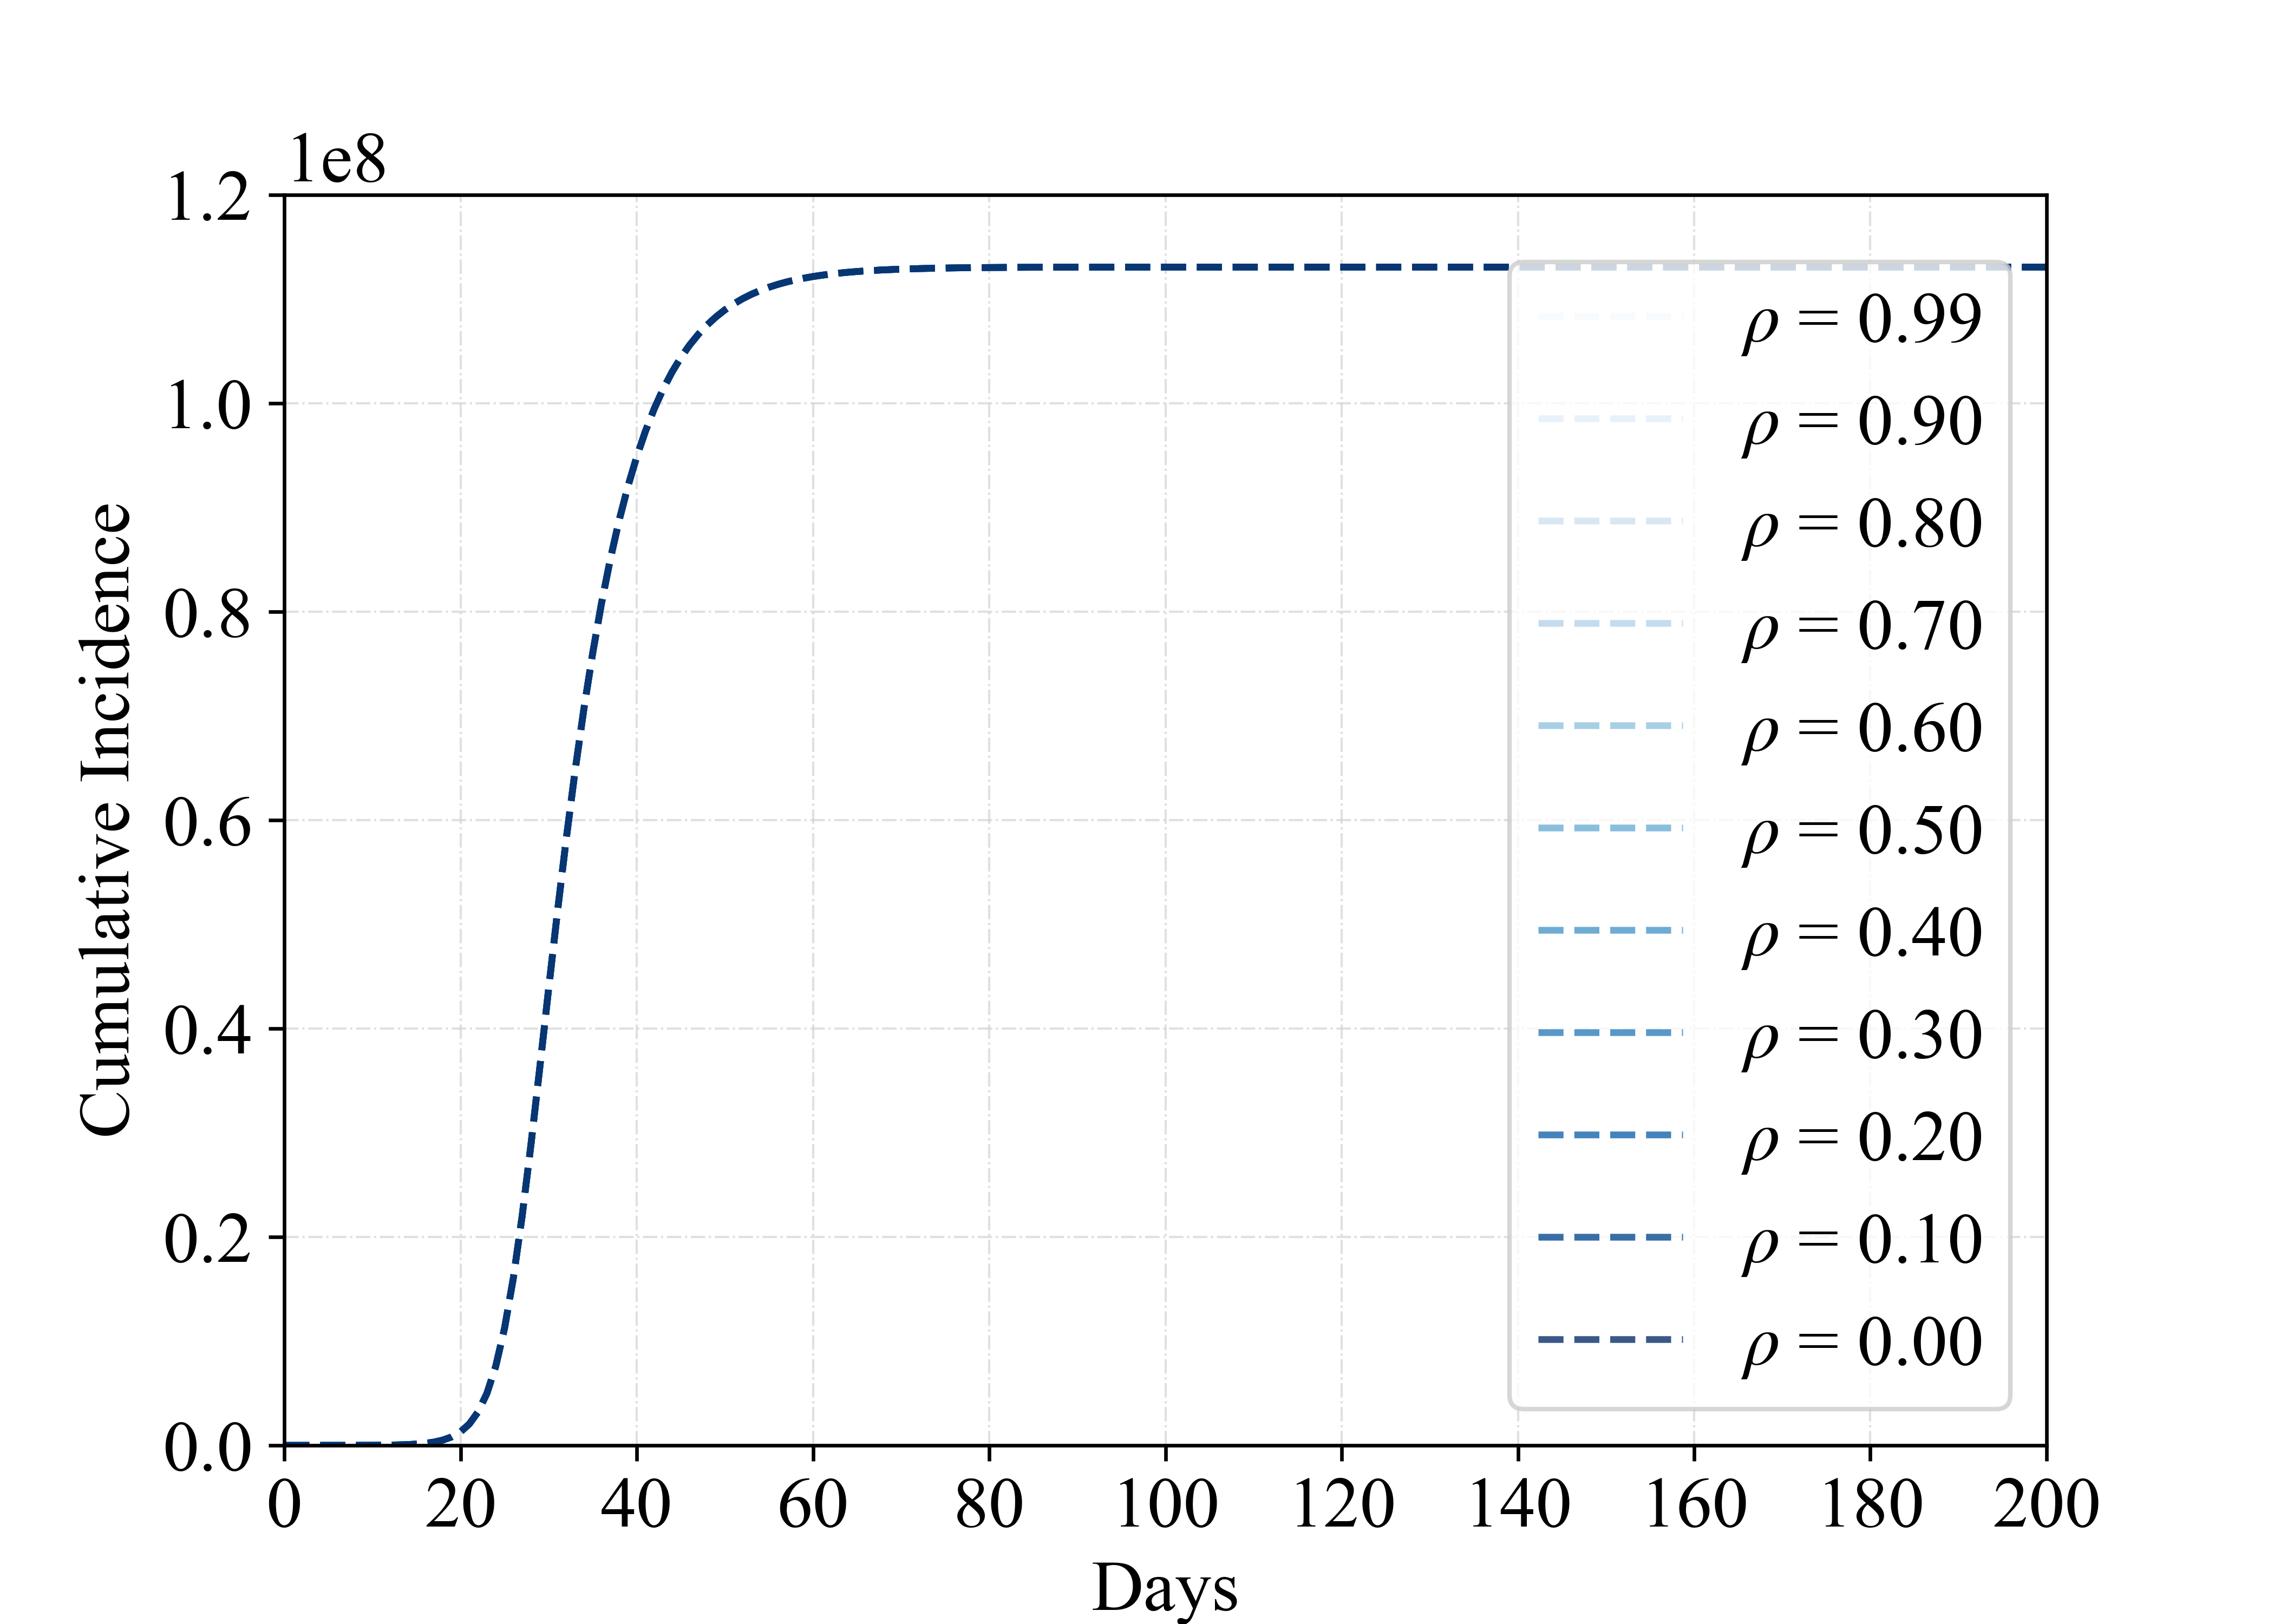 1e8
1.2
1.0
0.8
0.6
0.4
0.2
0.0
Cumulative Incidence
0 20 40 60 80 100 120 140 160 180 200
Days
ρ = 0.99
ρ = 0.90
ρ = 0.80
ρ = 0.70
ρ = 0.60
ρ = 0.50
ρ = 0.40
ρ = 0.30
ρ = 0.20
ρ = 0.10
ρ = 0.00